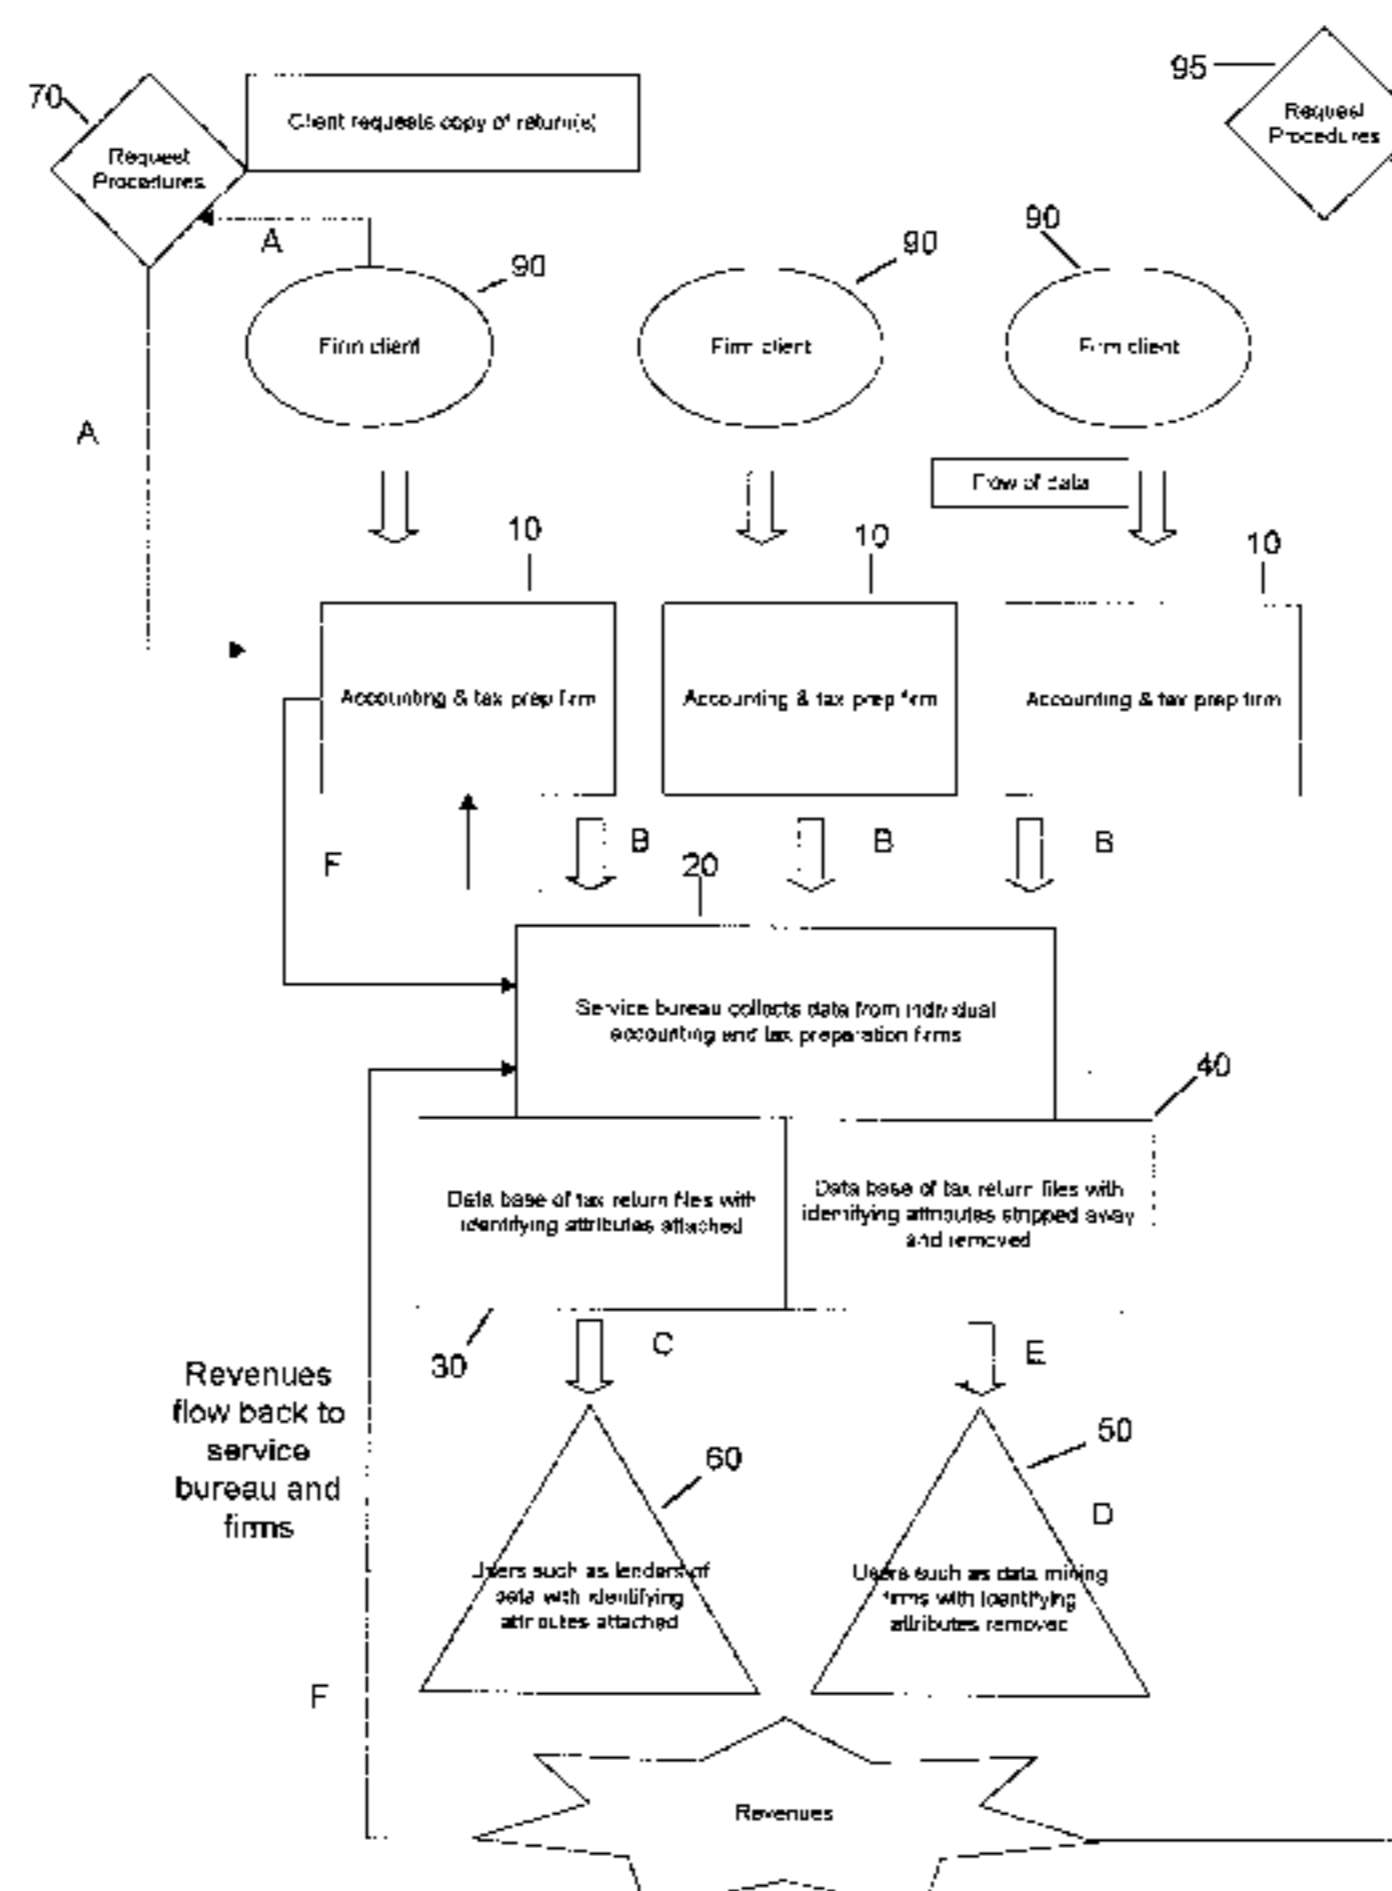 70
95
Client requests copy of return(s)
Request
Procedures
Request
Procedures
A
90
90
90
Firm client
Firm client
Firm client
A
Flow of data
10
10
10
Accounting & tax prep firm
Accounting & tax prep firm
Accounting & tax prep firm
F
B
B
B
20
Service bureau collects data from individual
accounting and tax preparation firms
40
Data base of tax return files with
identifying attributes attached
Data base of tax return files with
identifying attributes stripped away
and removed
30
C
E
Revenues
flow back to
service
bureau and
firms
60
50
D
Users such as lenders of
data with identifying
attributes attached
Users such as data mining
firms with identifying
attributes removed
F
Revenues